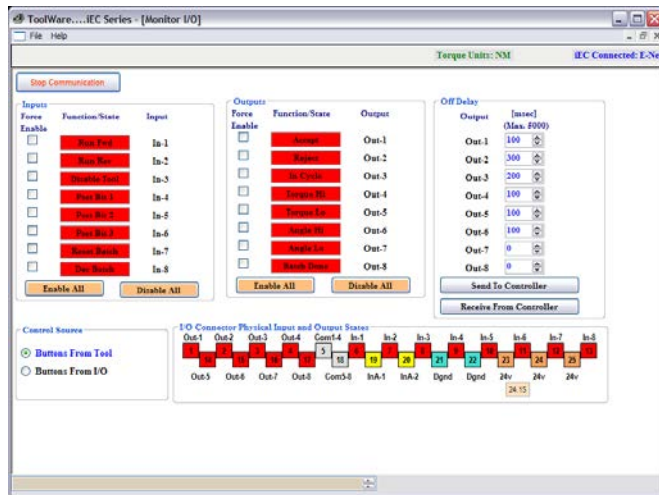 ToolWare....iEC Series - [Monitor I/O]
File Help
Torque Units: NM
iEC Connected: E-Ne
Stop Communication
Inputs
Force Enable Function/State Input
Run Fwd In-1
Run Rev In-2
Disable Tool In-3
Pset Bit 1 In-4
Pset Bit 2 In-5
Pset Bit 3 In-6
Reset Batch In-7
Dec Batch In-8
Enable All Disable All
Outputs
Force Enable Function/State Output
Accept Out-1
Reject Out-2
In Cycle Out-3
Torque Hi Out-4
Torque Lo Out-5
Angle Hi Out-6
Angle Lo Out-7
Batch Done Out-8
Enable All Disable All
Off Delay
Output [msec] (Max. 5000)
Out-1 100
Out-2 300
Out-3 200
Out-4 100
Out-5 100
Out-6 100
Out-7 0
Out-8 0
Send To Controller
Receive From Controller
Control Source
Buttons From Tool
Buttons From I/O
I/O Connector Physical Input and Output States
Out-1 Out-2 Out-3 Out-4 Com1-4 In-1 In-2 In-3 In-4 In-5 In-6 In-7 In-8
1 2 3 4 5 6 7 8 9 10 11 12 13
14 15 16 17 18 19 20 21 22 23 24 25
Out-5 Out-6 Out-7 Out-8 Com5-8 InA-1 InA-2 Dgnd Dgnd 24v 24v 24v
24.15